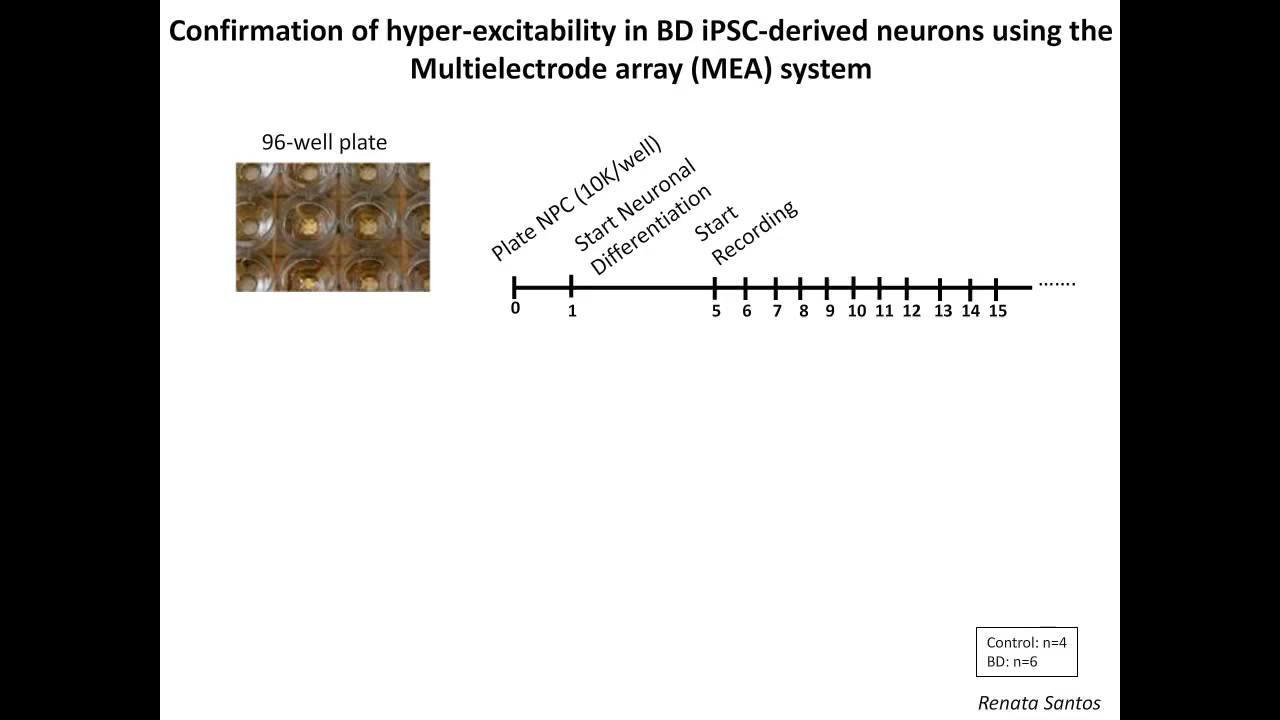 Confirmation of hyper-excitability in BD iPSC-derived neurons using the
Multielectrode array (MEA) system
96-well plate
Plate NPC (10K/well)
Start Neuronal
Differentiation
Start
Recording
.......
0 1 5 6 7 8 9 10 11 12 13 14 15
Control: n=4
BD: n=6
Renata Santos